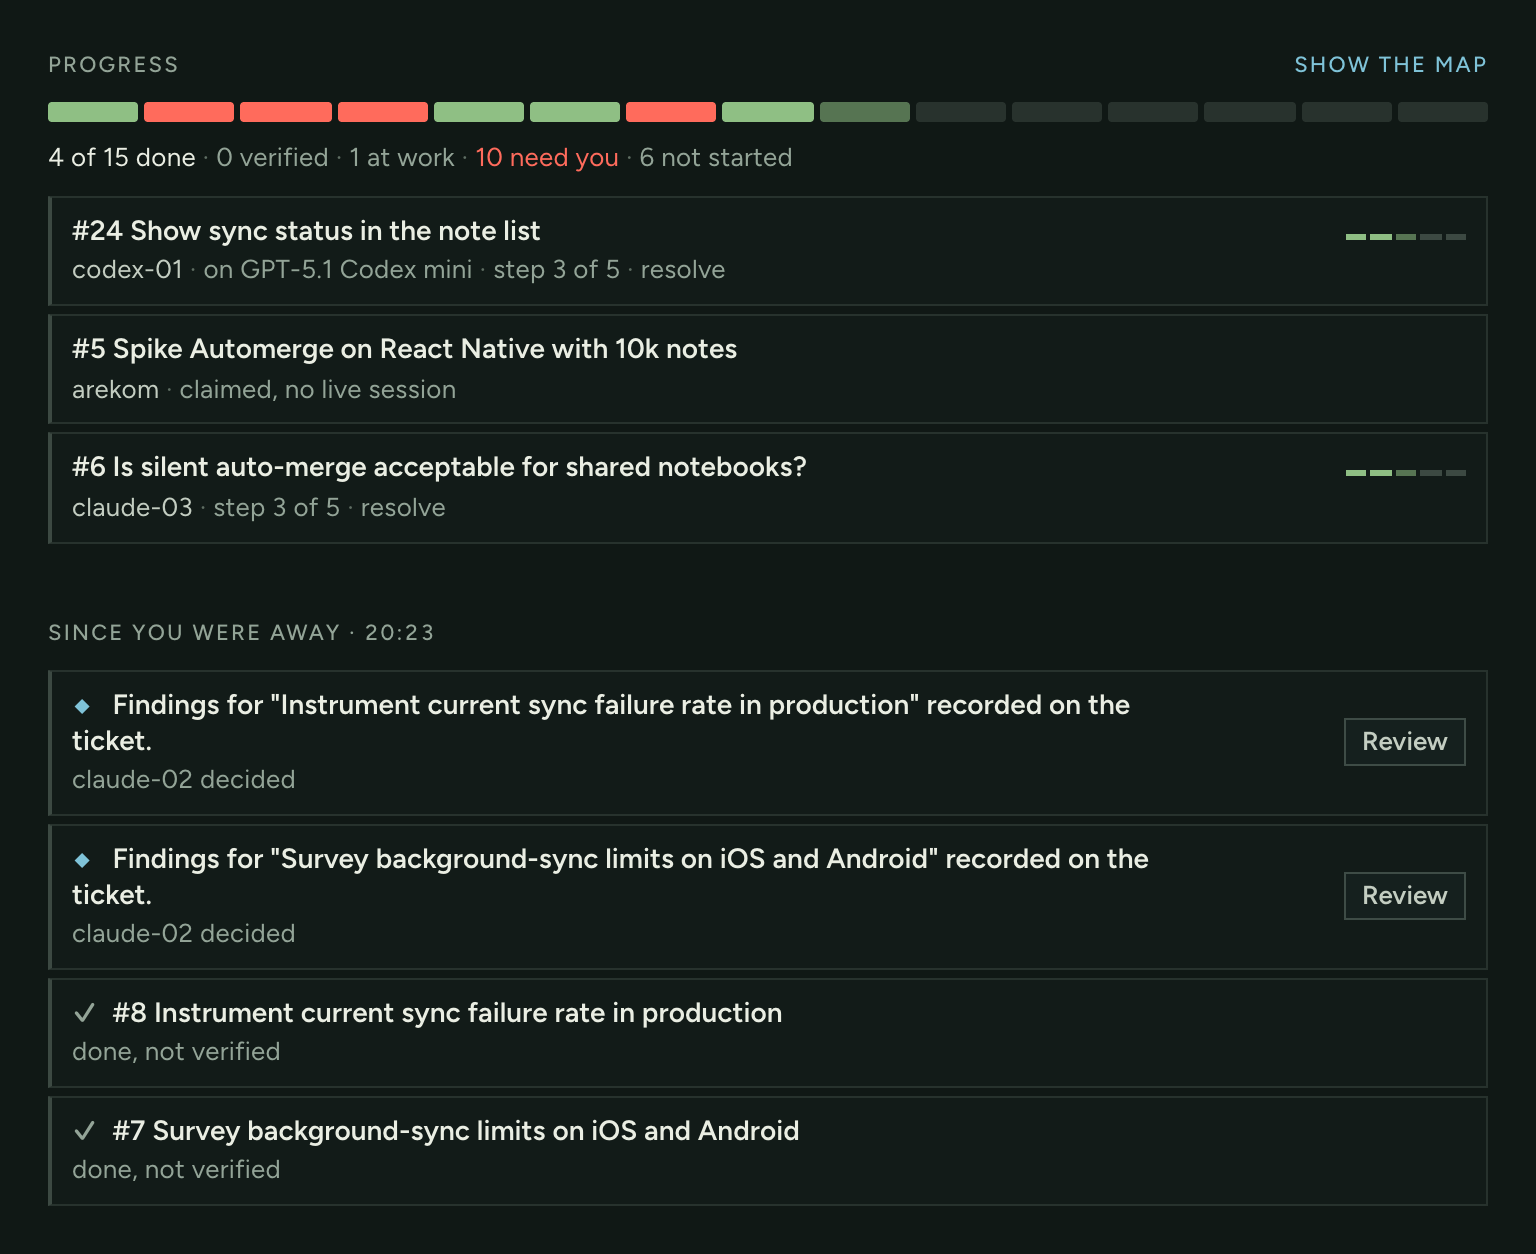 PROGRESS
SHOW THE MAP
4 of 15 done · 0 verified · 1 at work · 10 need you · 6 not started
#24 Show sync status in the note list
codex-01 · on GPT-5.1 Codex mini · step 3 of 5 · resolve
#5 Spike Automerge on React Native with 10k notes
arekom · claimed, no live session
#6 Is silent auto-merge acceptable for shared notebooks?
claude-03 · step 3 of 5 · resolve
SINCE YOU WERE AWAY · 20:23
Findings for "Instrument current sync failure rate in production" recorded on the
ticket.
Review
claude-02 decided
Findings for "Survey background-sync limits on iOS and Android" recorded on the
ticket.
Review
claude-02 decided
#8 Instrument current sync failure rate in production
done, not verified
#7 Survey background-sync limits on iOS and Android
done, not verified